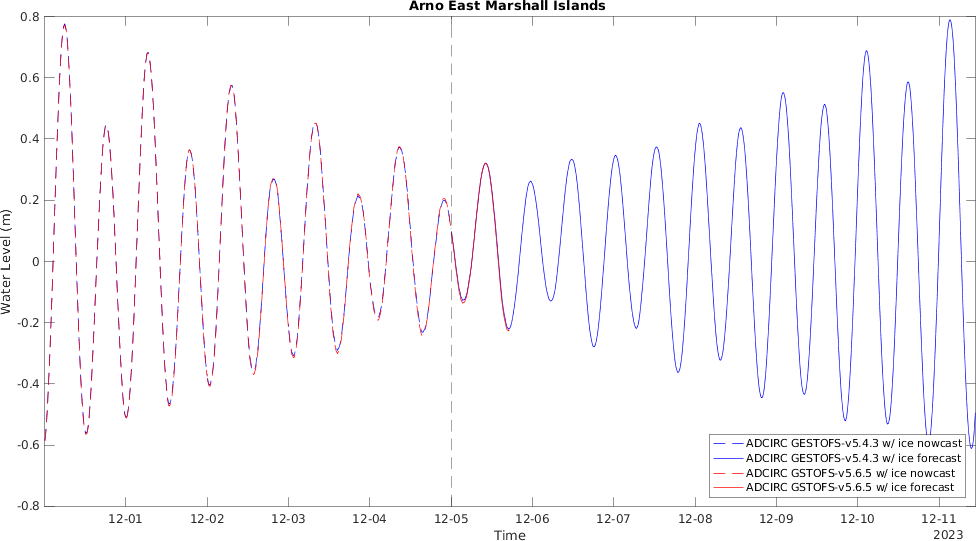 Arno East Marshall Islands
0.8
0.6
0.4
0.2
0
-0.2
-0.4
-0.6
-0.8
Water Level (m)
12-01 12-02 12-03 12-04 12-05 12-06 12-07 12-08 12-09 12-10 12-11
Time
2023
ADCIRC GESTOFS-v5.4.3 w/ ice nowcast
ADCIRC GESTOFS-v5.4.3 w/ ice forecast
ADCIRC GSTOFS-v5.6.5 w/ ice nowcast
ADCIRC GSTOFS-v5.6.5 w/ ice forecast